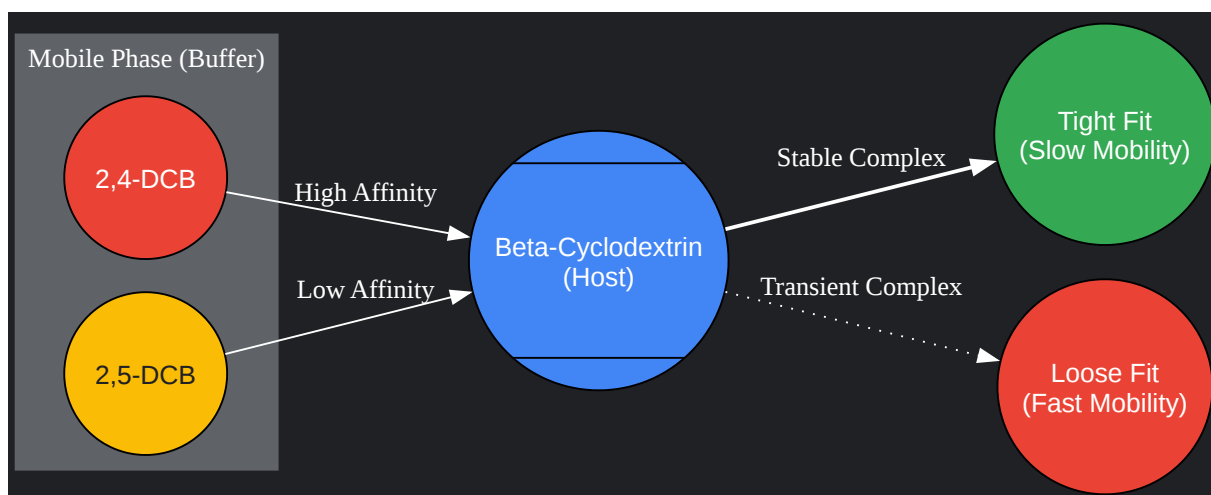 Mobile Phase (Buffer)
2,4-DCB
2,5-DCB
High Affinity
Low Affinity
Beta-Cyclodextrin
(Host)
Stable Complex
Transient Complex
Tight Fit
(Slow Mobility)
Loose Fit
(Fast Mobility)